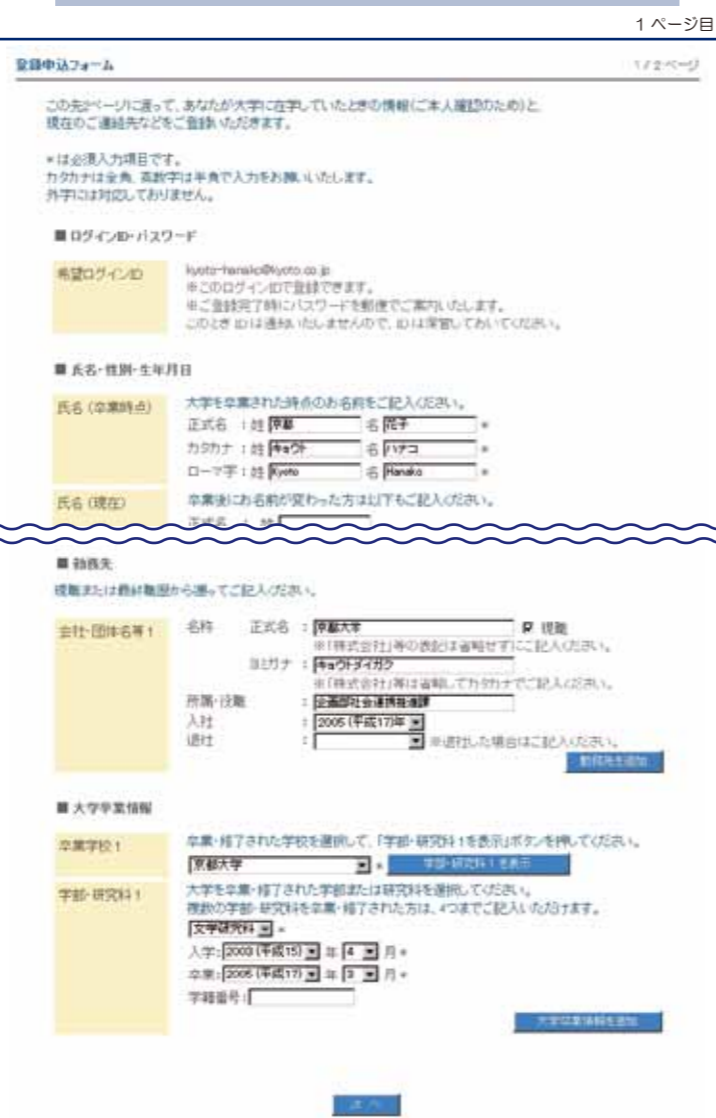 1 ページ目
登録申込フォーム
1 / 2ページ
この先2ページに渡って、あなたが大学に在学していたときの情報(ご本人確認のため)と、
現在のご連絡先などをご登録いただきます。
*は必須入力項目です。
カタカナは全角、英数字は半角で入力をお願いいたします。
外字には対応しておりません。
■ ログインID・パスワード
希望ログインID
kyoto-hanako@kyoto.co.jp
※このログインIDで登録できます。
※ご登録完了時にパスワードを郵便でご案内いたします。
このとき IDは通知いたしませんので、IDは深管しておいてください。
■ 氏名・性別・生年月日
氏名 (卒業時点)
大学を卒業された時点のお名前をご記入ください。
正式名 : 姓 京都 名 花子 *
カタカナ : 姓 キョウト 名 ハナコ *
ローマ字 : 姓 Kyoto 名 Hanako *
氏名 (現在)
卒業後にお名前が変わった方は以下もご記入ください。
正式名 : 姓
■ 勤務先
現職または最終職歴から遡ってご記入ください。
会社・団体名等 1
名称 正式名 : 京都大学 現職
※「株式会社」等の表記は省略せずにご記入ください。
ヨミガナ : キョウトダイガク
※「株式会社」等は省略してカタカナでご記入ください。
所属・役職 : 企画部社会連携推進課
入社 : 2005 (平成17)年
退社 : ※退社した場合はご記入ください。
勤務先を追加
■ 大学卒業情報
卒業学校 1
卒業・修了された学校を選択して、「学部・研究科 1を表示」ボタンを押してください。
京都大学 * 学部・研究科 1 を表示
学部・研究科 1
大学を卒業・修了された学部または研究科を選択してください。
複数の学部・研究科を卒業・修了された方は、4つまでご記入いただけます。
文学研究科 *
入学: 2003 (平成15) 年 4 月 *
卒業: 2005 (平成17) 年 3 月 *
学籍番号:
大学卒業情報を追加
次 へ